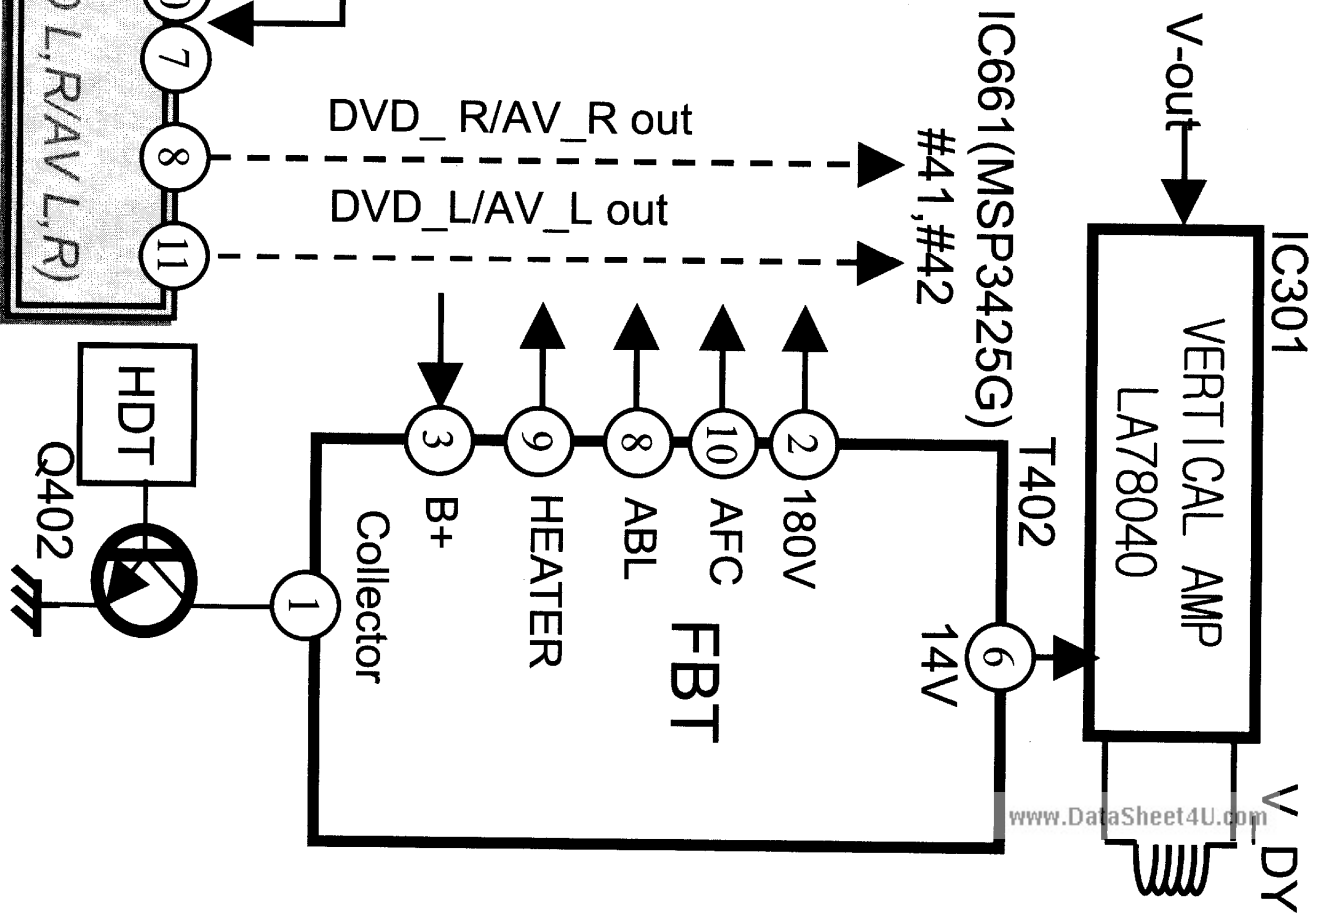 V-out
IC301
VERTICAL AMP
LA78040
V_DY
IC661(MSP3425G)
#41,#42
DVD_ R/AV_R out
DVD_L/AV_L out
L,R/AV L,R)
7
8
11
T402
2
180V
10
AFC
8
ABL
9
HEATER
3
B+
6
14V
FBT
1
Collector
HDT
Q402
www.DataSheet4U.com